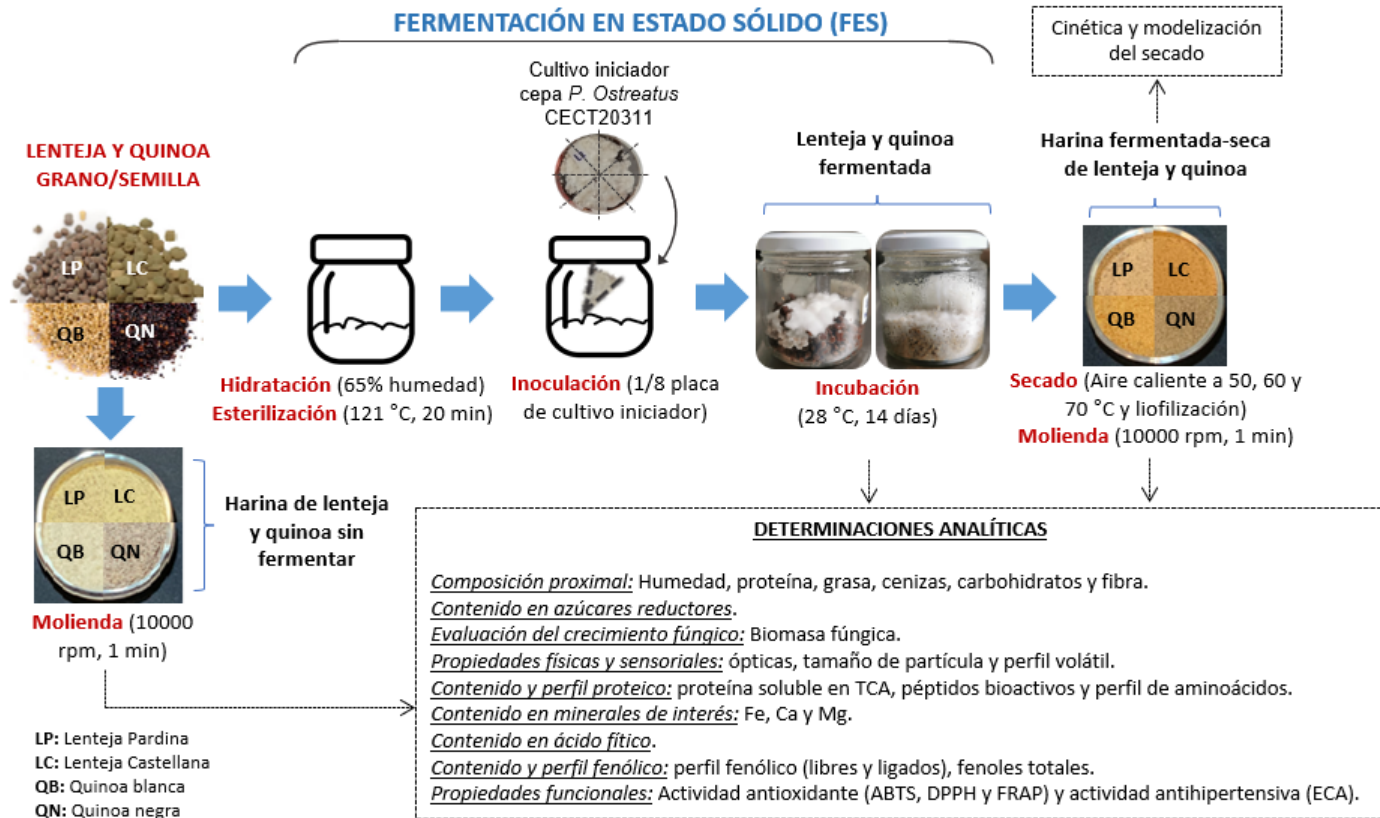 FERMENTACIÓN EN ESTADO SÓLIDO (FES)
Cinética y modelización
del secado
Cultivo iniciador
cepa P. Ostreatus
CECT20311
LENTEJA Y QUINOA
GRANO/SEMILLA
Lenteja y quinoa
fermentada
Harina fermentada-seca
de lenteja y quinoa
LP
LC
QB
QN
LP
LC
QB
QN
Hidratación (65% humedad)
Esterilización (121 °C, 20 min)
Inoculación (1/8 placa
de cultivo iniciador)
Incubación
(28 °C, 14 días)
Secado (Aire caliente a 50, 60 y
70 °C y liofilización)
Molienda (10000 rpm, 1 min)
LP
LC
QB
QN
Harina de lenteja
y quinoa sin
fermentar
Molienda (10000
rpm, 1 min)
DETERMINACIONES ANALÍTICAS
Composición proximal: Humedad, proteína, grasa, cenizas, carbohidratos y fibra.
Contenido en azúcares reductores.
Evaluación del crecimiento fúngico: Biomasa fúngica.
Propiedades físicas y sensoriales: ópticas, tamaño de partícula y perfil volátil.
Contenido y perfil proteico: proteína soluble en TCA, péptidos bioactivos y perfil de aminoácidos.
Contenido en minerales de interés: Fe, Ca y Mg.
Contenido en ácido fítico.
Contenido y perfil fenólico: perfil fenólico (libres y ligados), fenoles totales.
Propiedades funcionales: Actividad antioxidante (ABTS, DPPH y FRAP) y actividad antihipertensiva (ECA).
LP: Lenteja Pardina
LC: Lenteja Castellana
QB: Quinoa blanca
QN: Quinoa negra